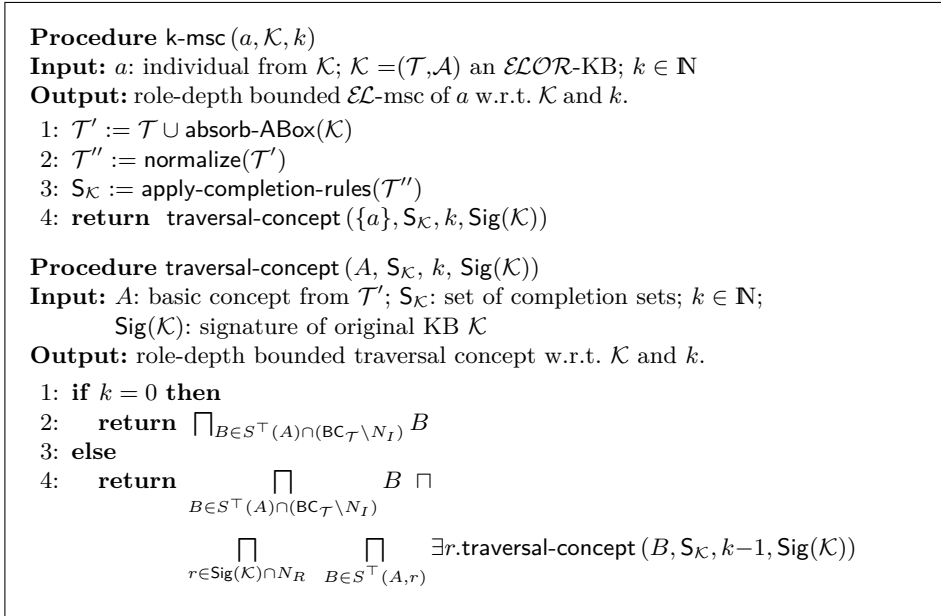 Procedure k-msc (a, 𝒦, k)
Input: a: individual from 𝒦; 𝒦 =(𝒯,𝒜) an ℰℒ𝒪ℛ-KB; k ∈ ℕ
Output: role-depth bounded ℰℒ-msc of a w.r.t. 𝒦 and k.
1: 𝒯′ := 𝒯 ∪ absorb-ABox(𝒦)
2: 𝒯′′ := normalize(𝒯′)
3: S_𝒦 := apply-completion-rules(𝒯′′)
4: return traversal-concept ({a}, S_𝒦, k, Sig(𝒦))
Procedure traversal-concept (A, S_𝒦, k, Sig(𝒦))
Input: A: basic concept from 𝒯′; S_𝒦: set of completion sets; k ∈ ℕ;
Sig(𝒦): signature of original KB 𝒦
Output: role-depth bounded traversal concept w.r.t. 𝒦 and k.
1: if k = 0 then
2: return ⨅_{B∈S^⊤(A)∩(BC_𝒯\N_I)} B
3: else
4: return ⨅_{B∈S^⊤(A)∩(BC_𝒯\N_I)} B ⊓
⨅_{r∈Sig(𝒦)∩N_R} ⨅_{B∈S^⊤(A,r)} ∃r.traversal-concept (B, S_𝒦, k−1, Sig(𝒦))